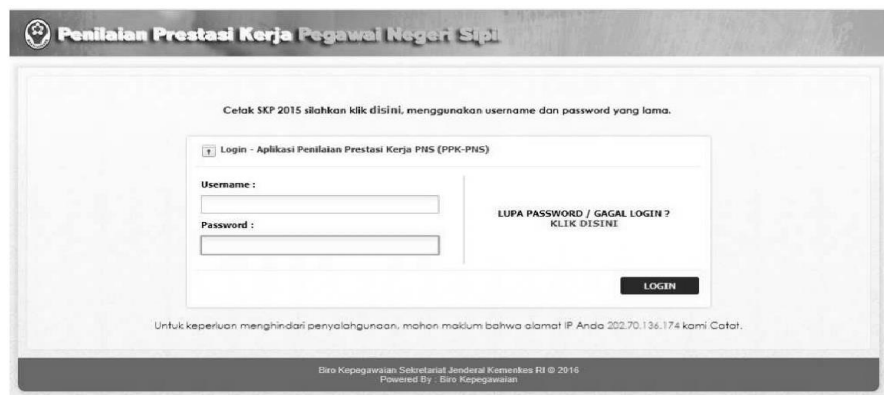 Penilaian Prestasi Kerja Pegawai Negeri Sipil
Cetak SKP 2015 silahkan klik disini, menggunakan username dan password yang lama.
Login - Aplikasi Penilaian Prestasi Kerja PNS (PPK-PNS)
Username :
Password :
LUPA PASSWORD / GAGAL LOGIN ?
KLIK DISINI
LOGIN
Untuk keperluan menghindari penyalahgunaan, mohon maklum bahwa alamat IP Anda 202.70.136.174 kami Catat.
Biro Kepegawaian Sekretariat Jenderal Kemenkes RI © 2016
Powered By : Biro Kepegawaian